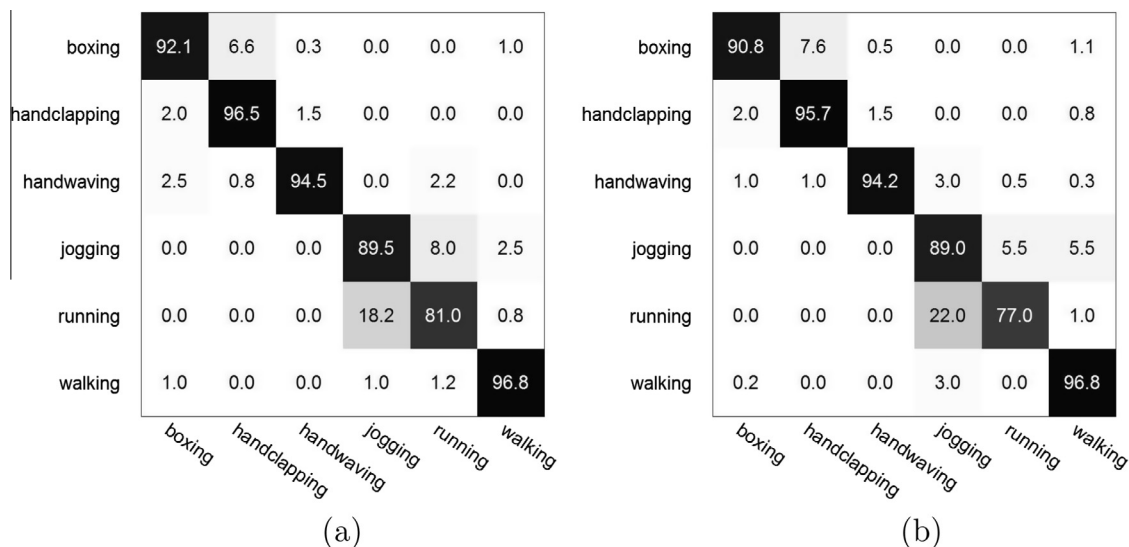 boxing 92.1 6.6 0.3 0.0 0.0 1.0
handclapping 2.0 96.5 1.5 0.0 0.0 0.0
handwaving 2.5 0.8 94.5 0.0 2.2 0.0
jogging 0.0 0.0 0.0 89.5 8.0 2.5
running 0.0 0.0 0.0 18.2 81.0 0.8
walking 1.0 0.0 0.0 1.0 1.2 96.8
boxing handclapping handwaving jogging running walking
(a)
boxing 90.8 7.6 0.5 0.0 0.0 1.1
handclapping 2.0 95.7 1.5 0.0 0.0 0.8
handwaving 1.0 1.0 94.2 3.0 0.5 0.3
jogging 0.0 0.0 0.0 89.0 5.5 5.5
running 0.0 0.0 0.0 22.0 77.0 1.0
walking 0.2 0.0 0.0 3.0 0.0 96.8
boxing handclapping handwaving jogging running walking
(b)